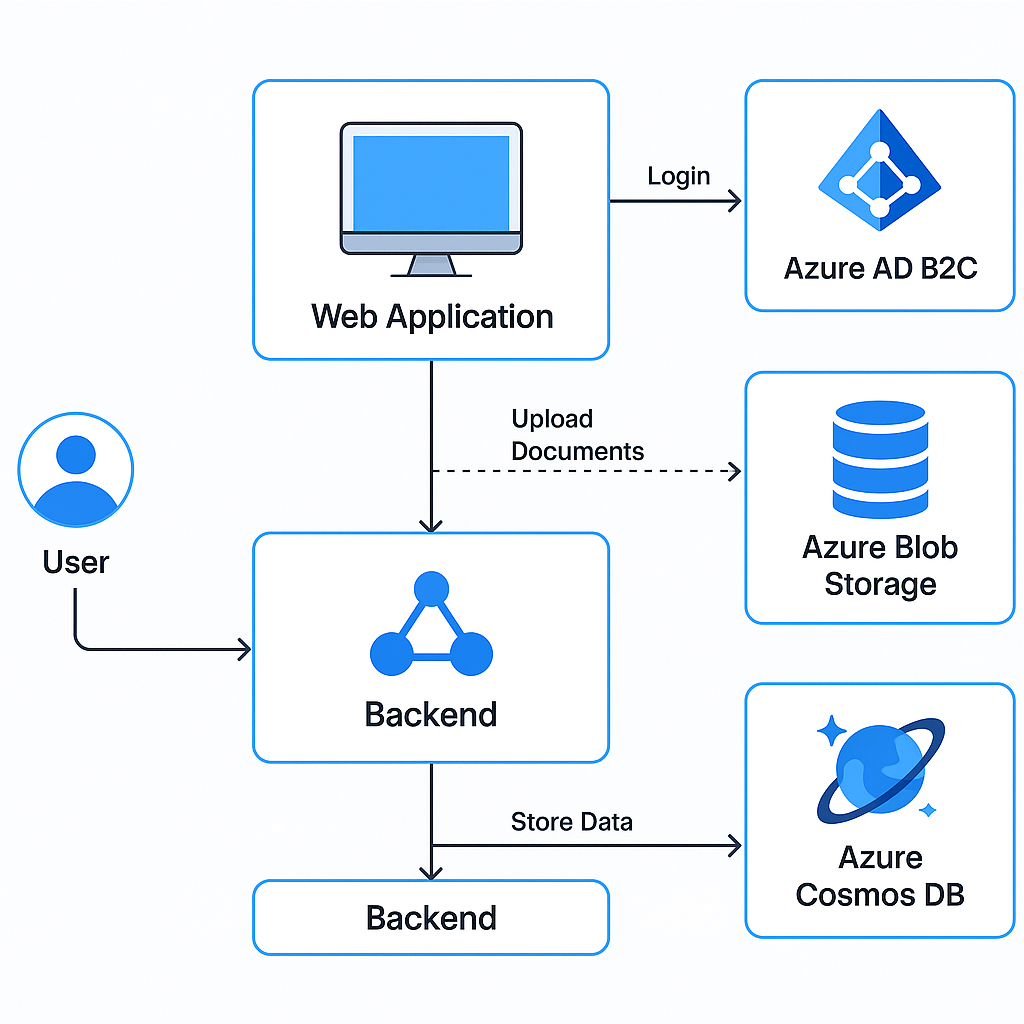 Login
Azure AD B2C
Web Application
Upload
Documents
User
Azure Blob
Storage
Backend
Store Data
Azure
Cosmos DB
Backend